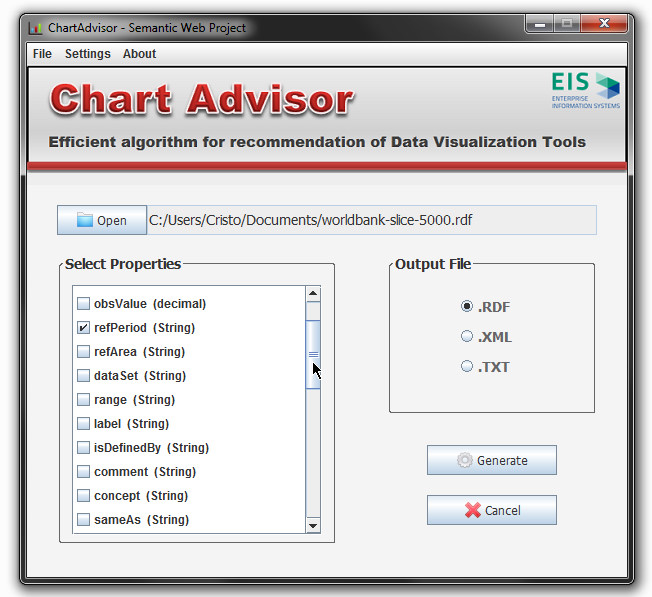 ChartAdvisor - Semantic Web Project
File Settings About
Chart Advisor
EIS
ENTERPRISE
INFORMATION SYSTEMS
Efficient algorithm for recommendation of Data Visualization Tools
Open C:/Users/Cristo/Documents/worldbank-slice-5000.rdf
Select Properties
obsValue (decimal)
refPeriod (String)
refArea (String)
dataSet (String)
range (String)
label (String)
isDefinedBy (String)
comment (String)
concept (String)
sameAs (String)
Output File
.RDF
.XML
.TXT
Generate
Cancel